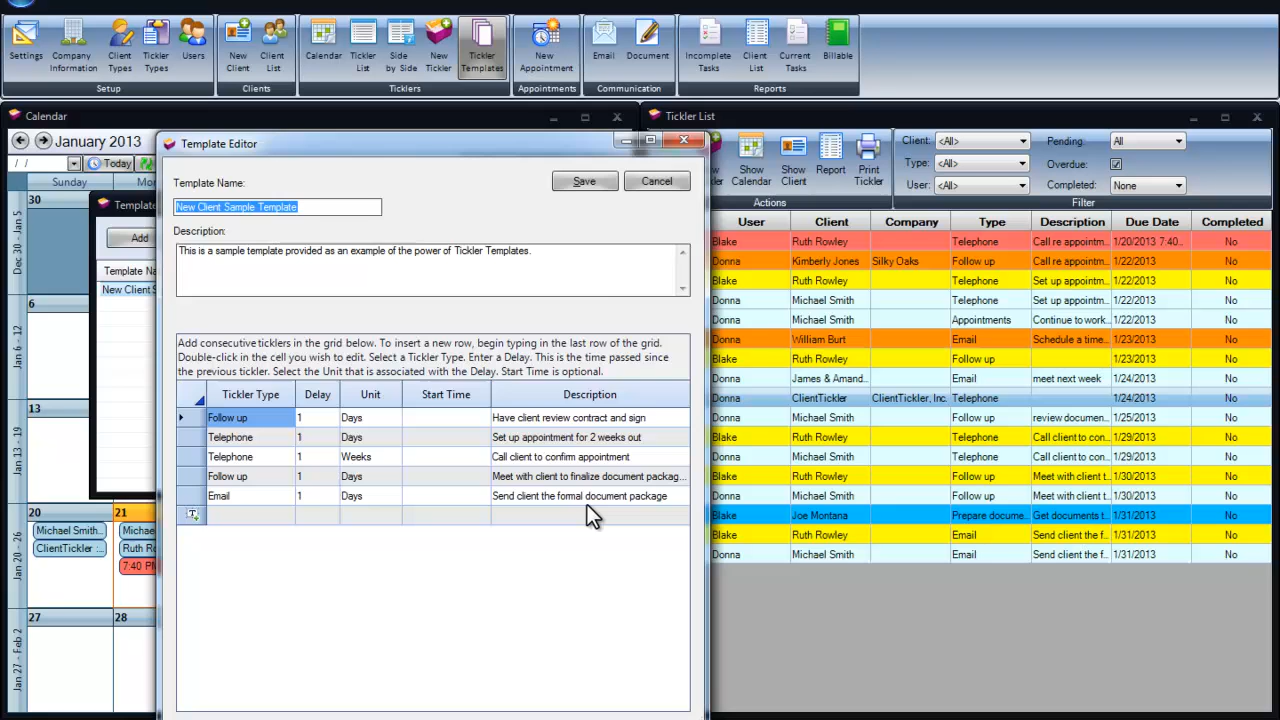 Settings
Company Information
Client Types
Tickler Types
Users
Setup
New Client
Client List
Clients
Calendar
Tickler List
Side by Side
New Tickler
Tickler Templates
Ticklers
New Appointment
Appointments
Email
Document
Communication
Incomplete Tasks
Client List
Current Tasks
Billable
Reports
Calendar
January 2013
/ /
Today
Sunday
Mo
Dec 30 - Jan 5
30
Jan 6 - 12
6
Jan 13 - 19
13
Jan 20 - 26
20
21
Michael Smith...
Michae
ClientTickler :...
Ruth Ro
7:40 PM
Jan 27 - Feb 2
27
28
Template
Add
Template Na
New Client S
Template Editor
Template Name:
Save
Cancel
New Client Sample Template
Description:
This is a sample template provided as an example of the power of Tickler Templates.
Add consecutive ticklers in the grid below. To insert a new row, begin typing in the last row of the grid.
Double-click in the cell you wish to edit. Select a Tickler Type. Enter a Delay. This is the time passed since
the previous tickler. Select the Unit that is associated with the Delay. Start Time is optional.
Tickler Type Delay Unit Start Time Description
Follow up 1 Days Have client review contract and sign
Telephone 1 Days Set up appointment for 2 weeks out
Telephone 1 Weeks Call client to confirm appointment
Follow up 1 Days Meet with client to finalize document packag...
Email 1 Days Send client the formal document package
Tickler List
Show Calendar
Show Client
Report
Print Tickler
Actions
Client: <All> Pending: All
Type: <All> Overdue:
User: <All> Completed: None
Filter
User Client Company Type Description Due Date Completed
Blake Ruth Rowley Telephone Call re appointm... 1/20/2013 7:40... No
Donna Kimberly Jones Silky Oaks Follow up Call re appointm... 1/22/2013 No
Blake Ruth Rowley Telephone Set up appointm... 1/22/2013 No
Donna Michael Smith Telephone Set up appointm... 1/22/2013 No
Donna Michael Smith Appointments Continue to work... 1/22/2013 No
Donna William Burt Email Schedule a time... 1/23/2013 No
Blake Ruth Rowley Follow up 1/23/2013 No
Donna James & Amand... Email meet next week 1/24/2013 No
Donna ClientTickler ClientTickler, Inc. Telephone 1/24/2013 No
Donna Michael Smith Follow up review documen... 1/25/2013 No
Blake Ruth Rowley Telephone Call client to con... 1/29/2013 No
Donna Michael Smith Telephone Call client to con... 1/29/2013 No
Blake Ruth Rowley Follow up Meet with client t... 1/30/2013 No
Donna Michael Smith Follow up Meet with client t... 1/30/2013 No
Blake Joe Montana Prepare docume... Get documents t... 1/31/2013 No
Blake Ruth Rowley Email Send client the f... 1/31/2013 No
Donna Michael Smith Email Send client the f... 1/31/2013 No